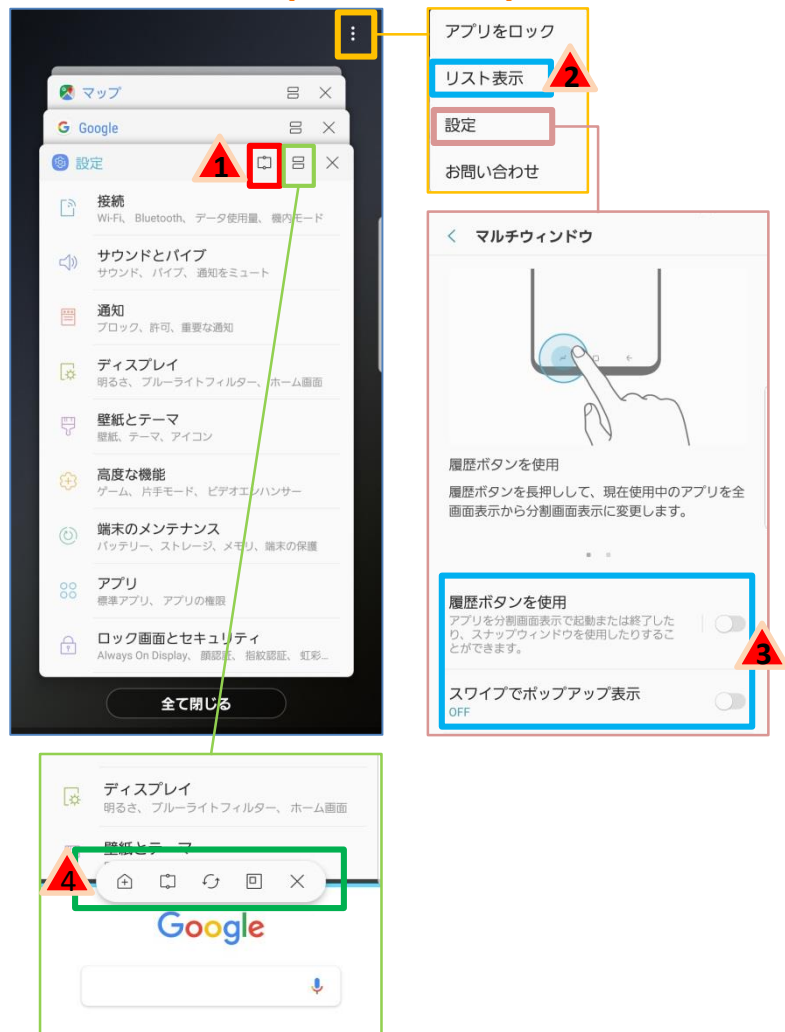 マップ
Google
設定
1
接続
Wi-Fi、 Bluetooth、 データ使用量、 機内モード
サウンドとバイブ
サウンド、 バイブ、 通知をミュート
通知
ブロック、許可、重要な通知
ディスプレイ
明るさ、 ブルーライトフィルター、 ホーム画面
壁紙とテーマ
壁紙、テーマ、アイコン
高度な機能
ゲーム、 片手モード、 ビデオエンハンサー
端末のメンテナンス
バッテリー、ストレージ、メモリ、端末の保護
アプリ
標準アプリ、 アプリの権限
ロック画面とセキュリティ
Always On Display、 顔認証、 指紋認証、 虹彩...
全て閉じる
アプリをロック
リスト表示
2
設定
お問い合わせ
マルチウィンドウ
履歴ボタンを使用
履歴ボタンを長押しして、現在使用中のアプリを全
画面表示から分割画面表示に変更します。
履歴ボタンを使用
アプリを分割画面表示で起動または終了した
り、スナップウィンドウを使用したりするこ
とができます。
3
スワイプでポップアップ表示
OFF
ディスプレイ
明るさ、 ブルーライトフィルター、 ホーム画面
壁紙とテーマ
4
Google